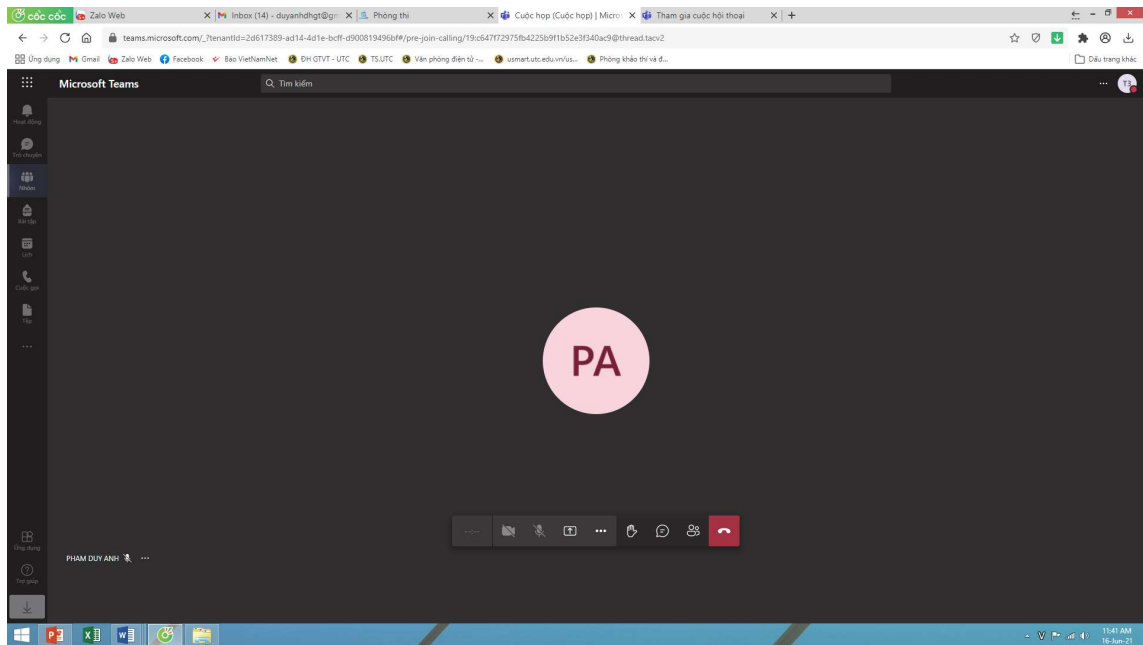 cốc cốc Zalo Web Inbox (14) - duyanhdhgt@gm Phòng thi Cuộc họp (Cuộc họp) | Micro Tham gia cuộc hội thoại
teams.microsoft.com/_?tenantId=2d617389-ad14-4d1e-bcff-d900819496bf#/pre-join-calling/19:c647f72975fb4225b9f1b52e3f340ac9@thread.tacv2
Ứng dụng Gmail Zalo Web Facebook Báo VietNamNet ĐH GTVT - UTC TS.UTC Văn phòng điện tử -... usmart.utc.edu.vn/us... Phòng khảo thí và đ... Dấu trang khác
Microsoft Teams Tìm kiếm T3
Hoạt động
Trò chuyện
Nhóm
Bài tập
Lịch
Cuộc gọi
Tệp
PA
--:--
Ứng dụng
PHAM DUY ANH
Trợ giúp
11:41 AM
16-Jun-21